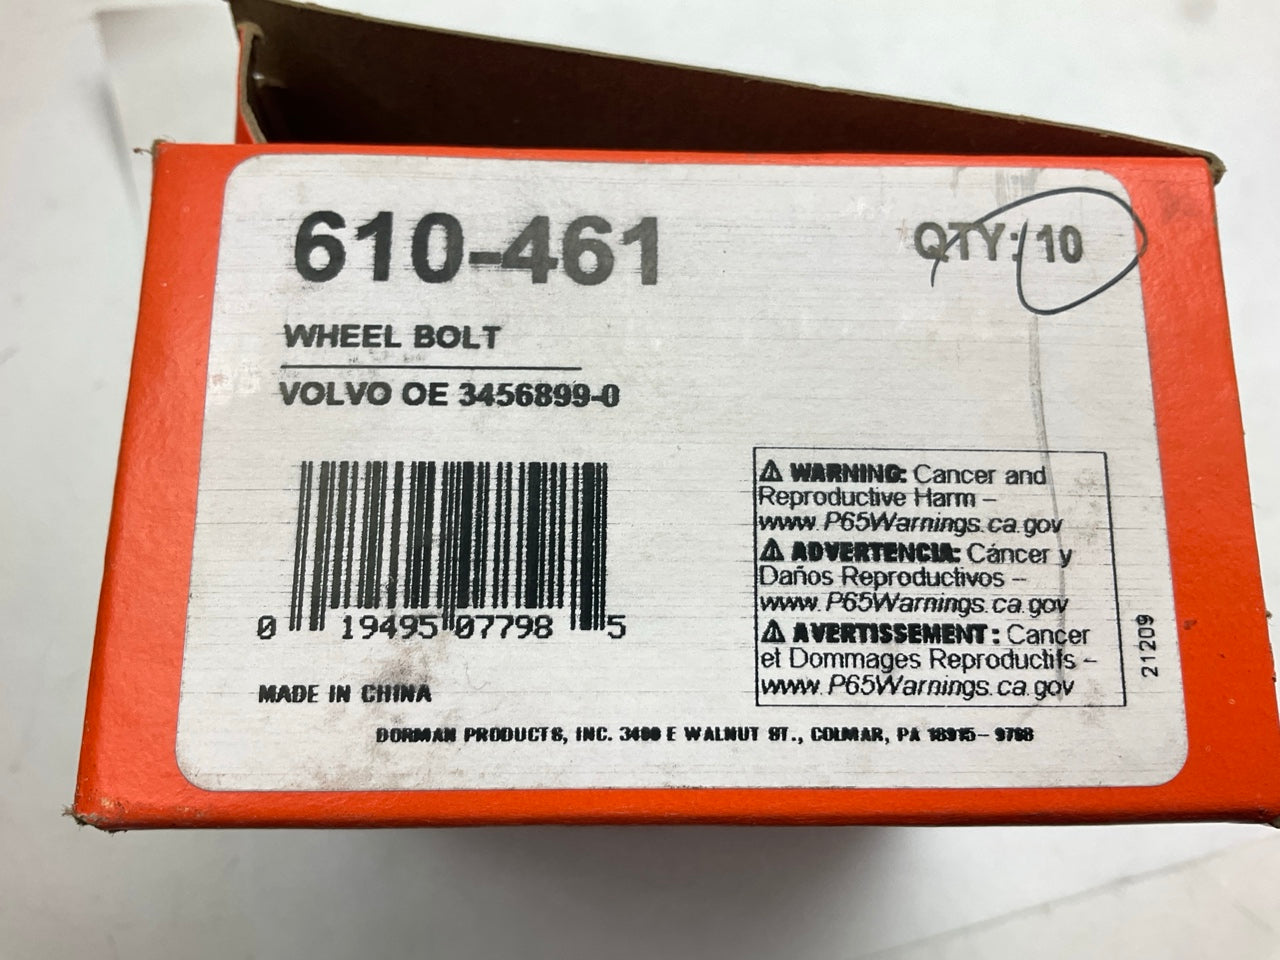 610-461
QTY: 10
WHEEL BOLT
VOLVO OE 3456899-0
⚠ WARNING: Cancer and
Reproductive Harm –
www.P65Warnings.ca.gov
⚠ ADVERTENCIA: Cáncer y
Daños Reproductivos –
www.P65Warnings.ca.gov
⚠ AVERTISSEMENT: Cancer
et Dommages Reproductifs –
www.P65Warnings.ca.gov
21209
0 19495 07798 5
MADE IN CHINA
DORMAN PRODUCTS, INC. 3400 E WALNUT ST., COLMAR, PA 18915-9768